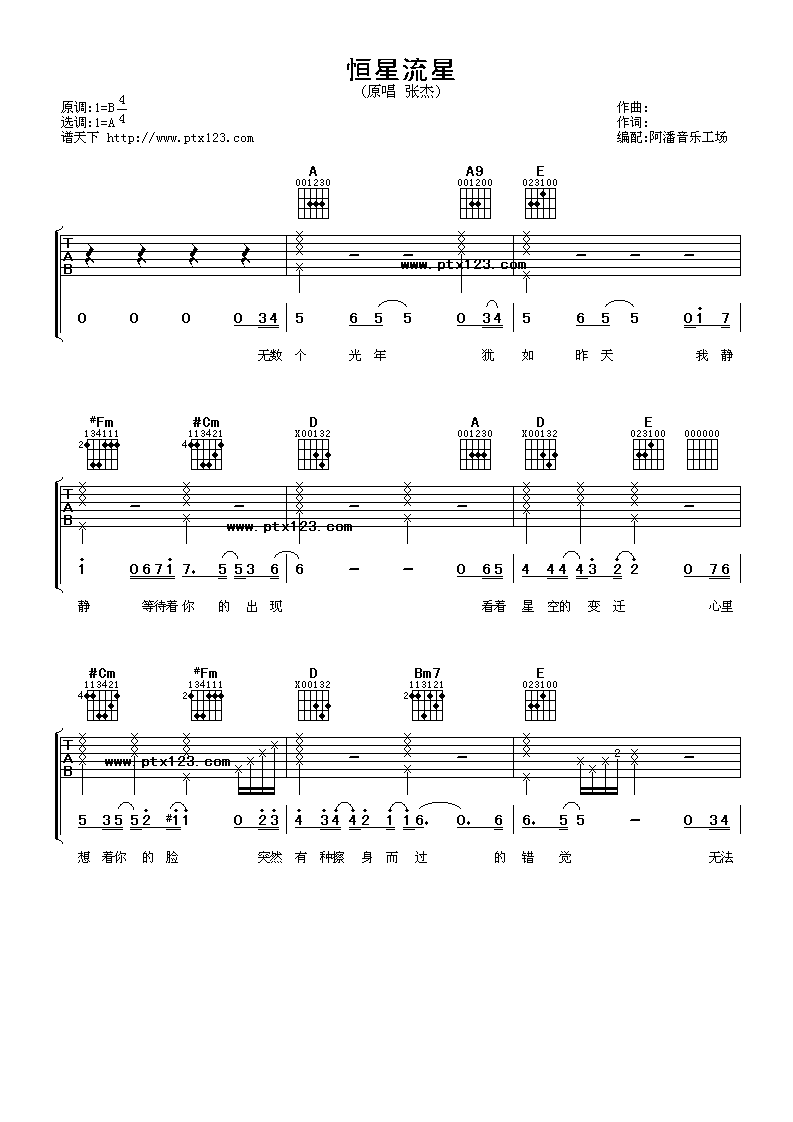 恒星流星
(原唱 张杰)
原调:1=B 4/4 作曲:
选调:1=A 作词:
谱天下 http://www.ptx123.com 编配:阿潘音乐工场
A A9 E
001230 001200 023100
T
A
B
www.ptx123.com
0 0 0 0 34 5 6 5 5 0 34 5 6 5 5 0 1 7
无数 个 光 年 犹 如 昨 天 我 静
#Fm #Cm D A D E
134111 113421 X00132 001230 X00132 023100 000000
2 4
T
A
B
www.ptx123.com
1 0671 7. 5 53 6 6 - - 0 65 4 44 43 2 2 0 76
静 等待着 你 的 出 现 看着 星 空的 变 迁 心里
#Cm #Fm D Bm7 E
113421 134111 X00132 113121 023100
4 2 2
T
A
B
www.ptx123.com
2
5 35 52 #11 0 23 4 34 42 1 16. 0. 6 6. 5 5 - 0 34
想 着你 的 脸 突然 有 种擦 身 而 过 的 错 觉 无法